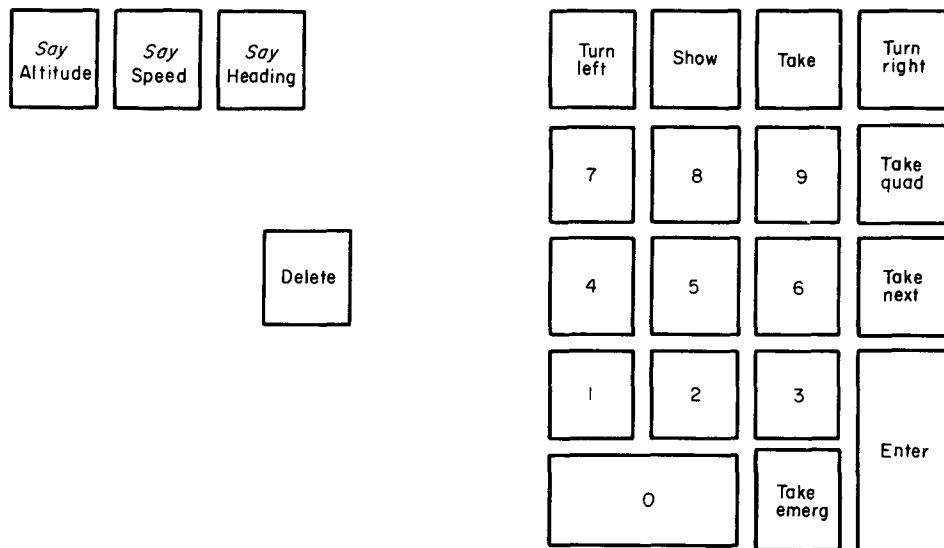 Say
Altitude
Say
Speed
Say
Heading
Turn
left
Show
Take
Turn
right
7
8
9
Take
quad
Delete
4
5
6
Take
next
1
2
3
Enter
0
Take
emerg